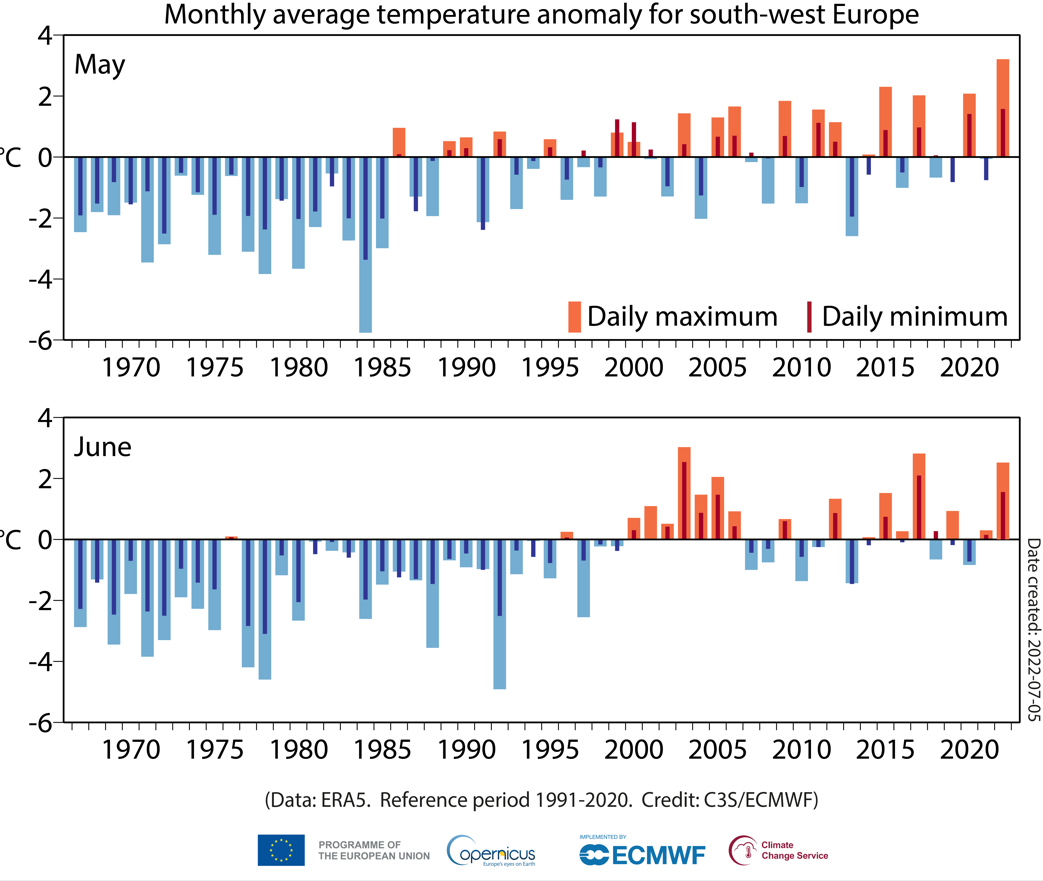 Monthly average temperature anomaly for south-west Europe
4
May
2
°C
0
-2
-4
Daily maximum
Daily minimum
-6
1970 1975 1980 1985 1990 1995 2000 2005 2010 2015 2020
4
June
2
°C
0
-2
-4
-6
1970 1975 1980 1985 1990 1995 2000 2005 2010 2015 2020
Date created: 2022-07-05
(Data: ERA5. Reference period 1991-2020. Credit: C3S/ECMWF)
PROGRAMME OF
THE EUROPEAN UNION
opernicus
Europe's eyes on Earth
IMPLEMENTED BY
ECMWF
Climate
Change Service